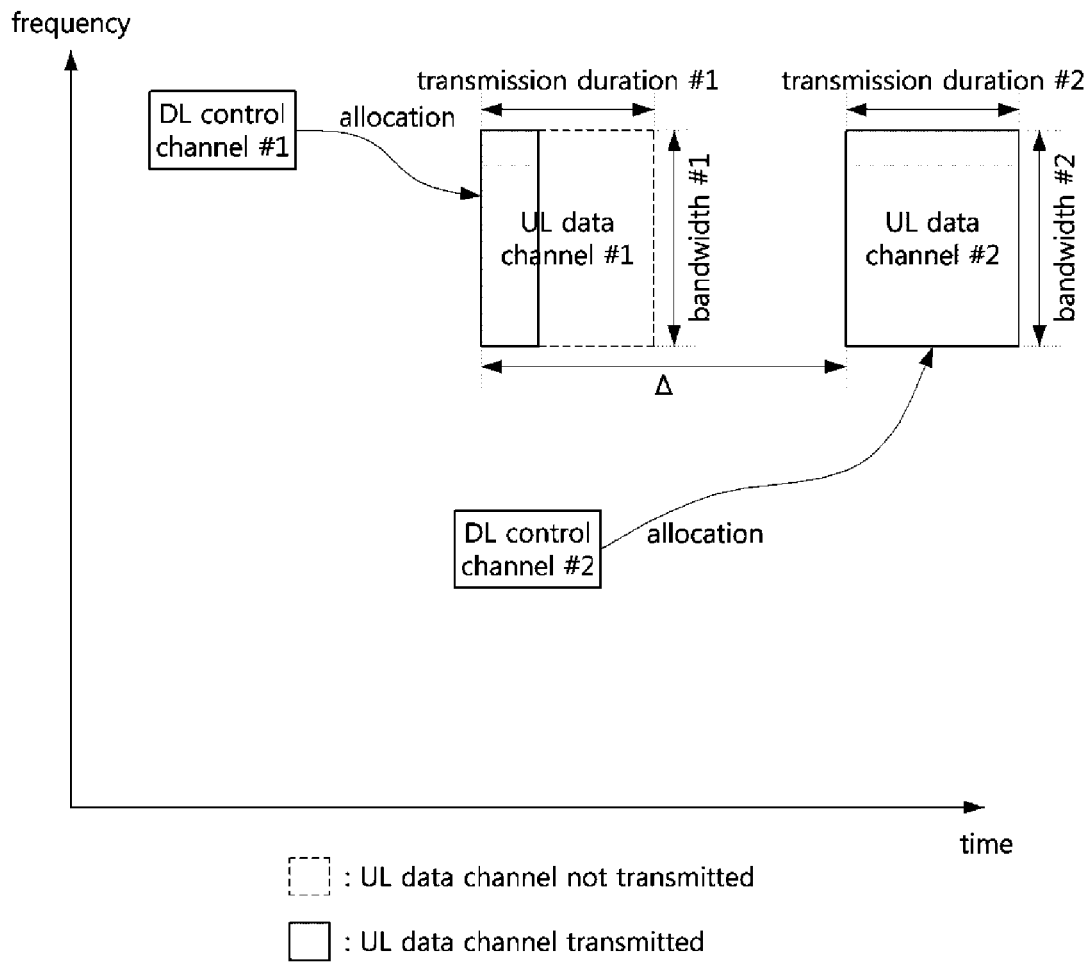 frequency
transmission duration #1
transmission duration #2
DL control
channel #1
allocation
UL data
channel #1
bandwidth #1
UL data
channel #2
bandwidth #2
Δ
DL control
channel #2
allocation
time
: UL data channel not transmitted
: UL data channel transmitted